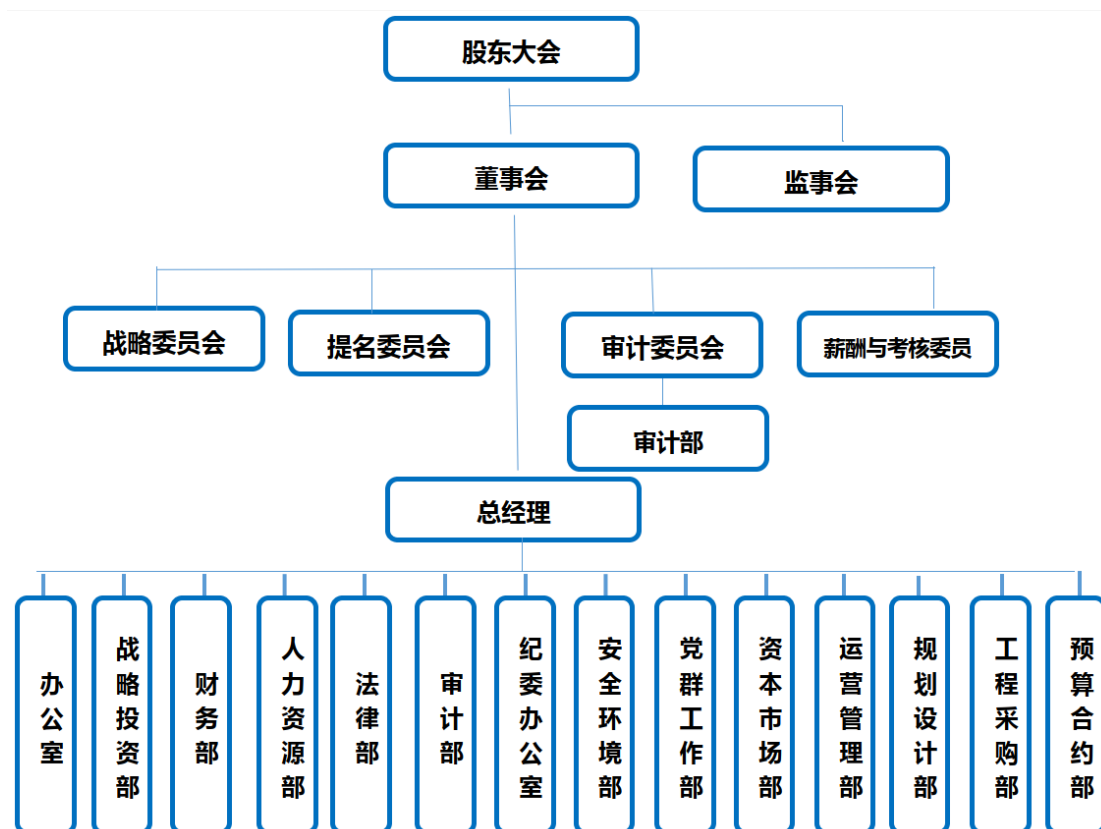 股东大会
董事会
监事会
战略委员会
提名委员会
审计委员会
薪酬与考核委员
审计部
总经理
办公室
战略投资部
财务部
人力资源部
法律部
审计部
纪委办公室
安全环境部
党群工作部
资本市场部
运营管理部
规划设计部
工程采购部
预算合约部